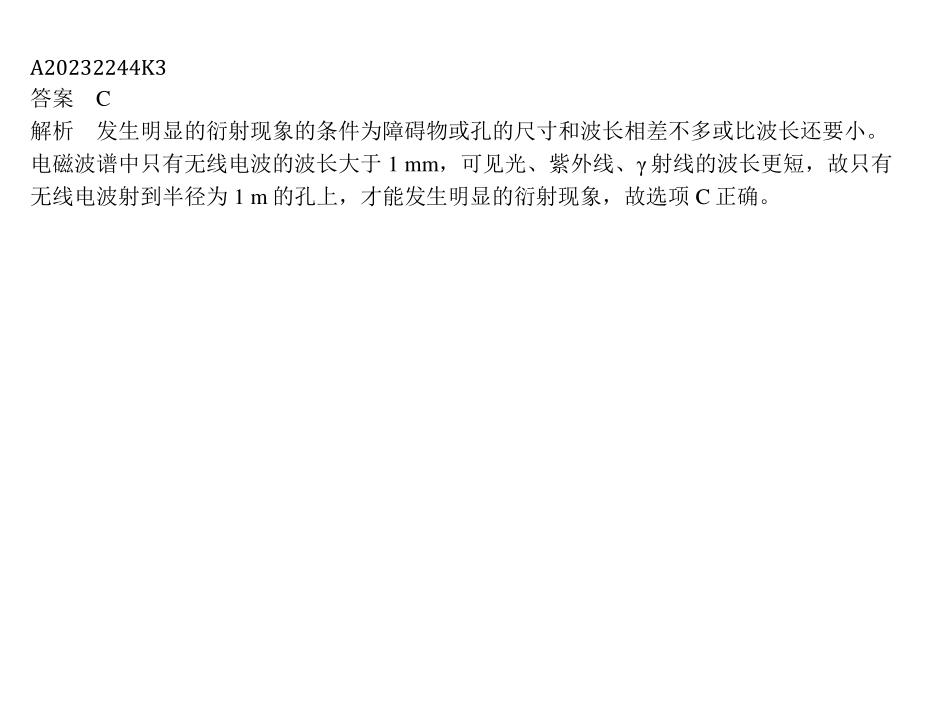 A20232244K3
答案　C
解析　发生明显的衍射现象的条件为障碍物或孔的尺寸和波长相差不多或比波长还要小。
电磁波谱中只有无线电波的波长大于 1 mm，可见光、紫外线、γ 射线的波长更短，故只有
无线电波射到半径为 1 m 的孔上，才能发生明显的衍射现象，故选项 C 正确。